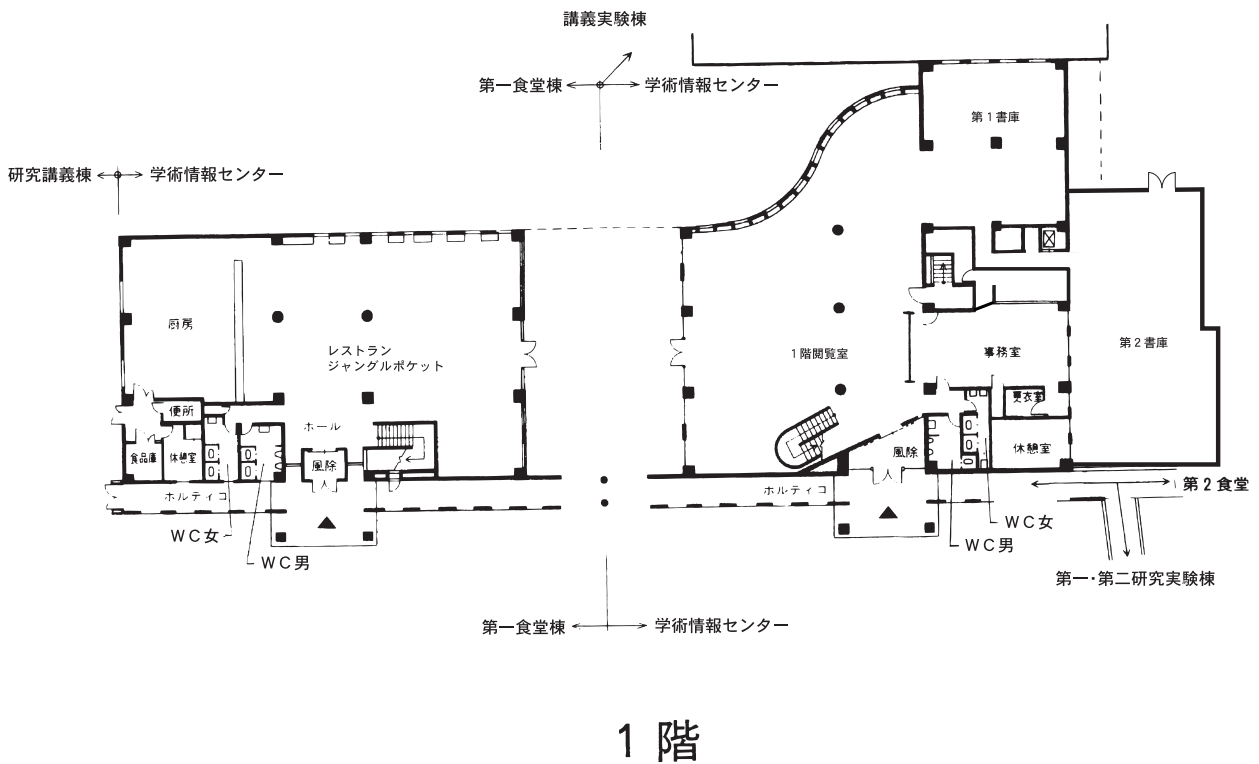 講義実験棟
第一食堂棟
学術情報センター
研究講義棟
学術情報センター
第1書庫
厨房
レストラン
ジャングルポケット
1階閲覧室
事務室
第2書庫
便所
更衣室
ホール
食品庫
休憩室
風除
風除
休憩室
ホルティコ
ホルティコ
第2食堂
WC女
WC男
WC女
WC男
第一・第二研究実験棟
第一食堂棟
学術情報センター
1階